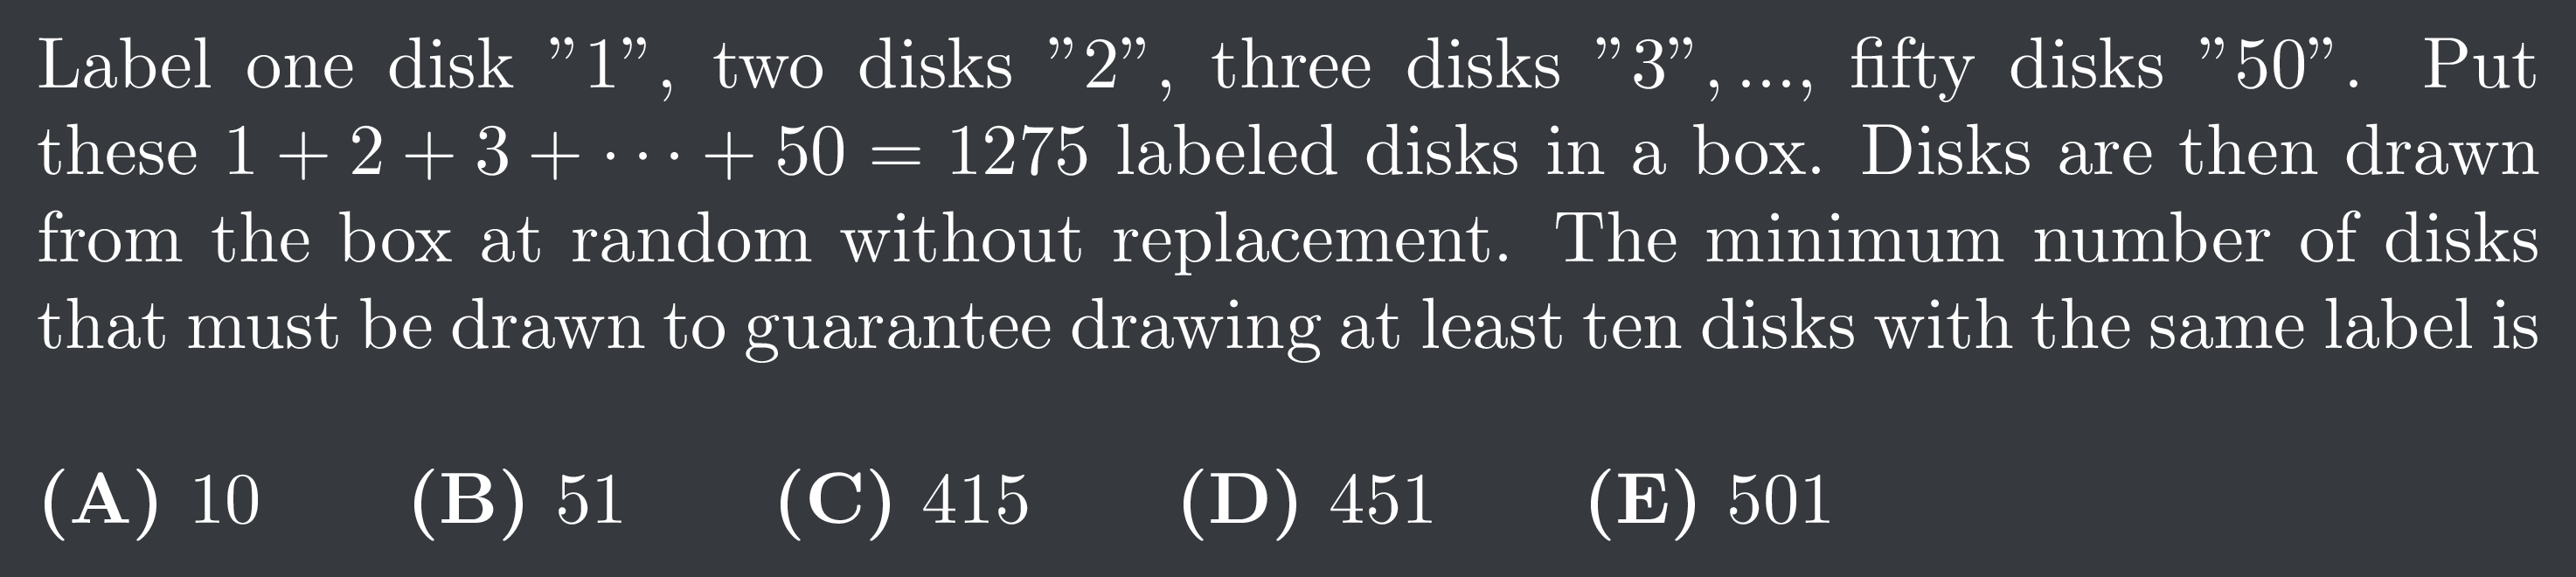 Label one disk "1", two disks "2", three disks "3", ..., fifty disks "50". Put
these 1 + 2 + 3 + ⋯ + 50 = 1275 labeled disks in a box. Disks are then drawn
from the box at random without replacement. The minimum number of disks
that must be drawn to guarantee drawing at least ten disks with the same label is
(A) 10 (B) 51 (C) 415 (D) 451 (E) 501